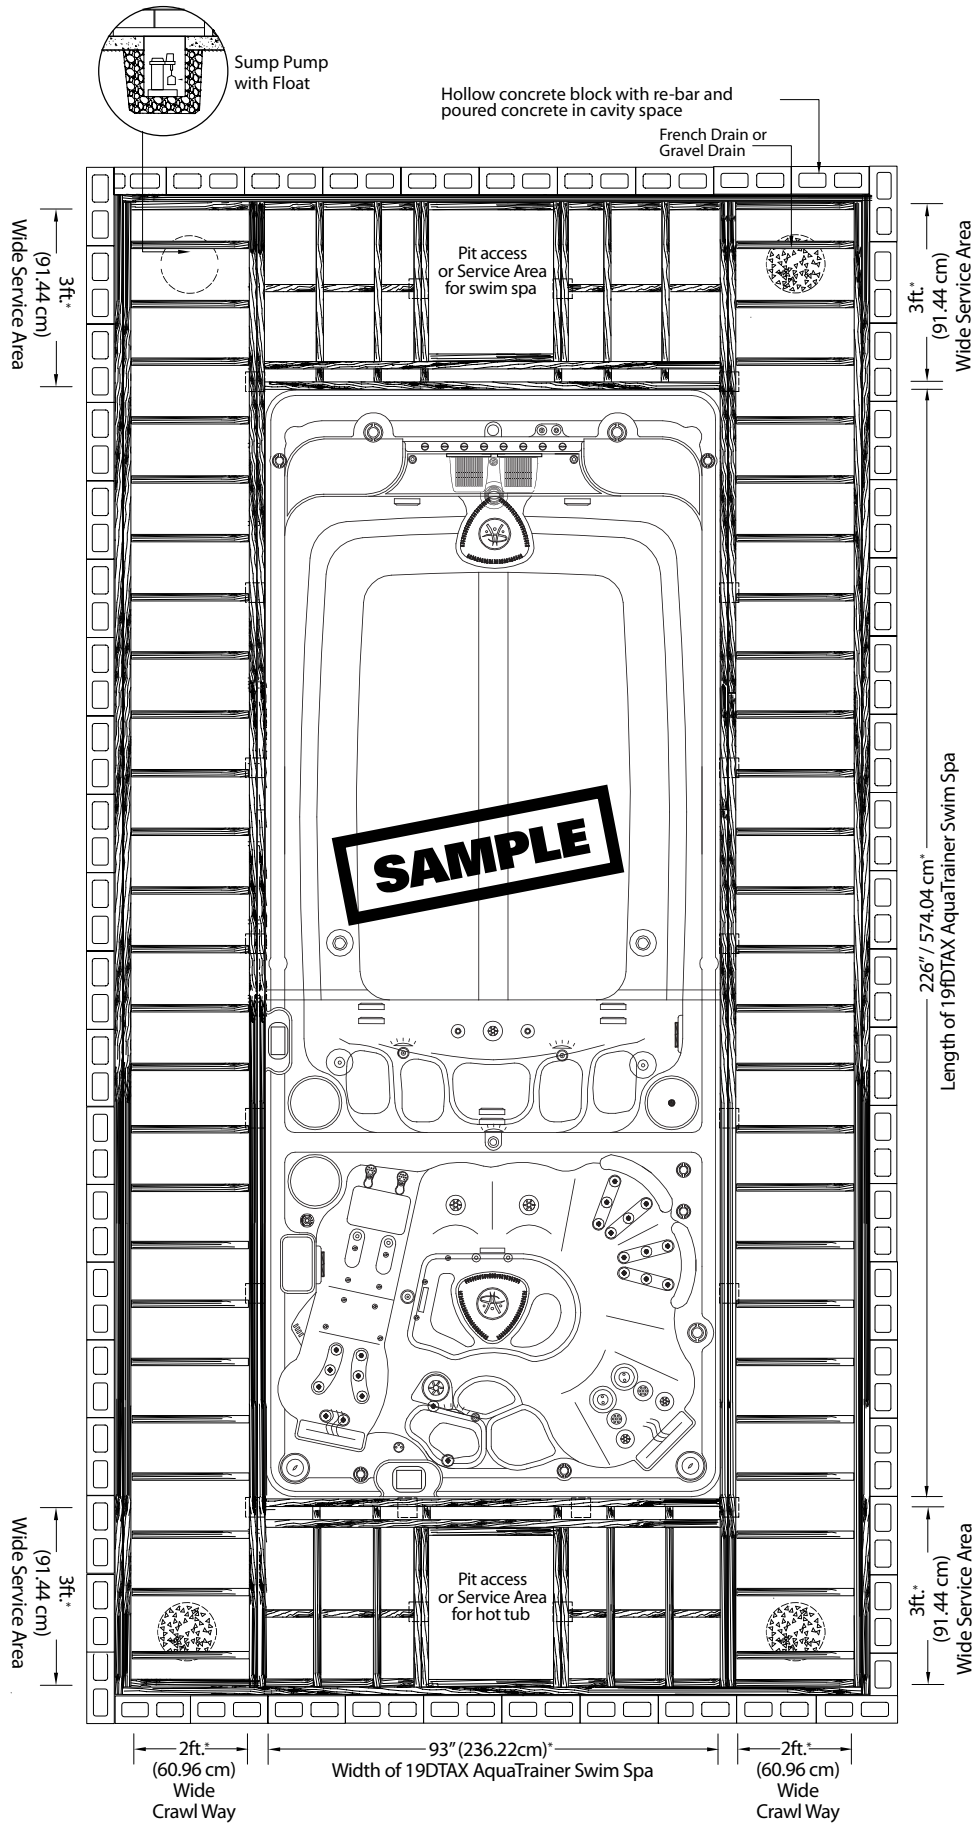 Sump Pump
with Float
Hollow concrete block with re-bar and
poured concrete in cavity space
French Drain or
Gravel Drain
3ft.*
(91.44 cm)
Wide Service Area
Pit access
or Service Area
for swim spa
3ft.*
(91.44 cm)
Wide Service Area
SAMPLE
226” / 574.04 cm*
Length of 19fDTAX AquaTrainer Swim Spa
3ft.*
(91.44 cm)
Wide Service Area
Pit access
or Service Area
for hot tub
3ft.*
(91.44 cm)
Wide Service Area
2ft.*
(60.96 cm)
Wide
Crawl Way
93” (236.22cm)*
Width of 19DTAX AquaTrainer Swim Spa
2ft.*
(60.96 cm)
Wide
Crawl Way